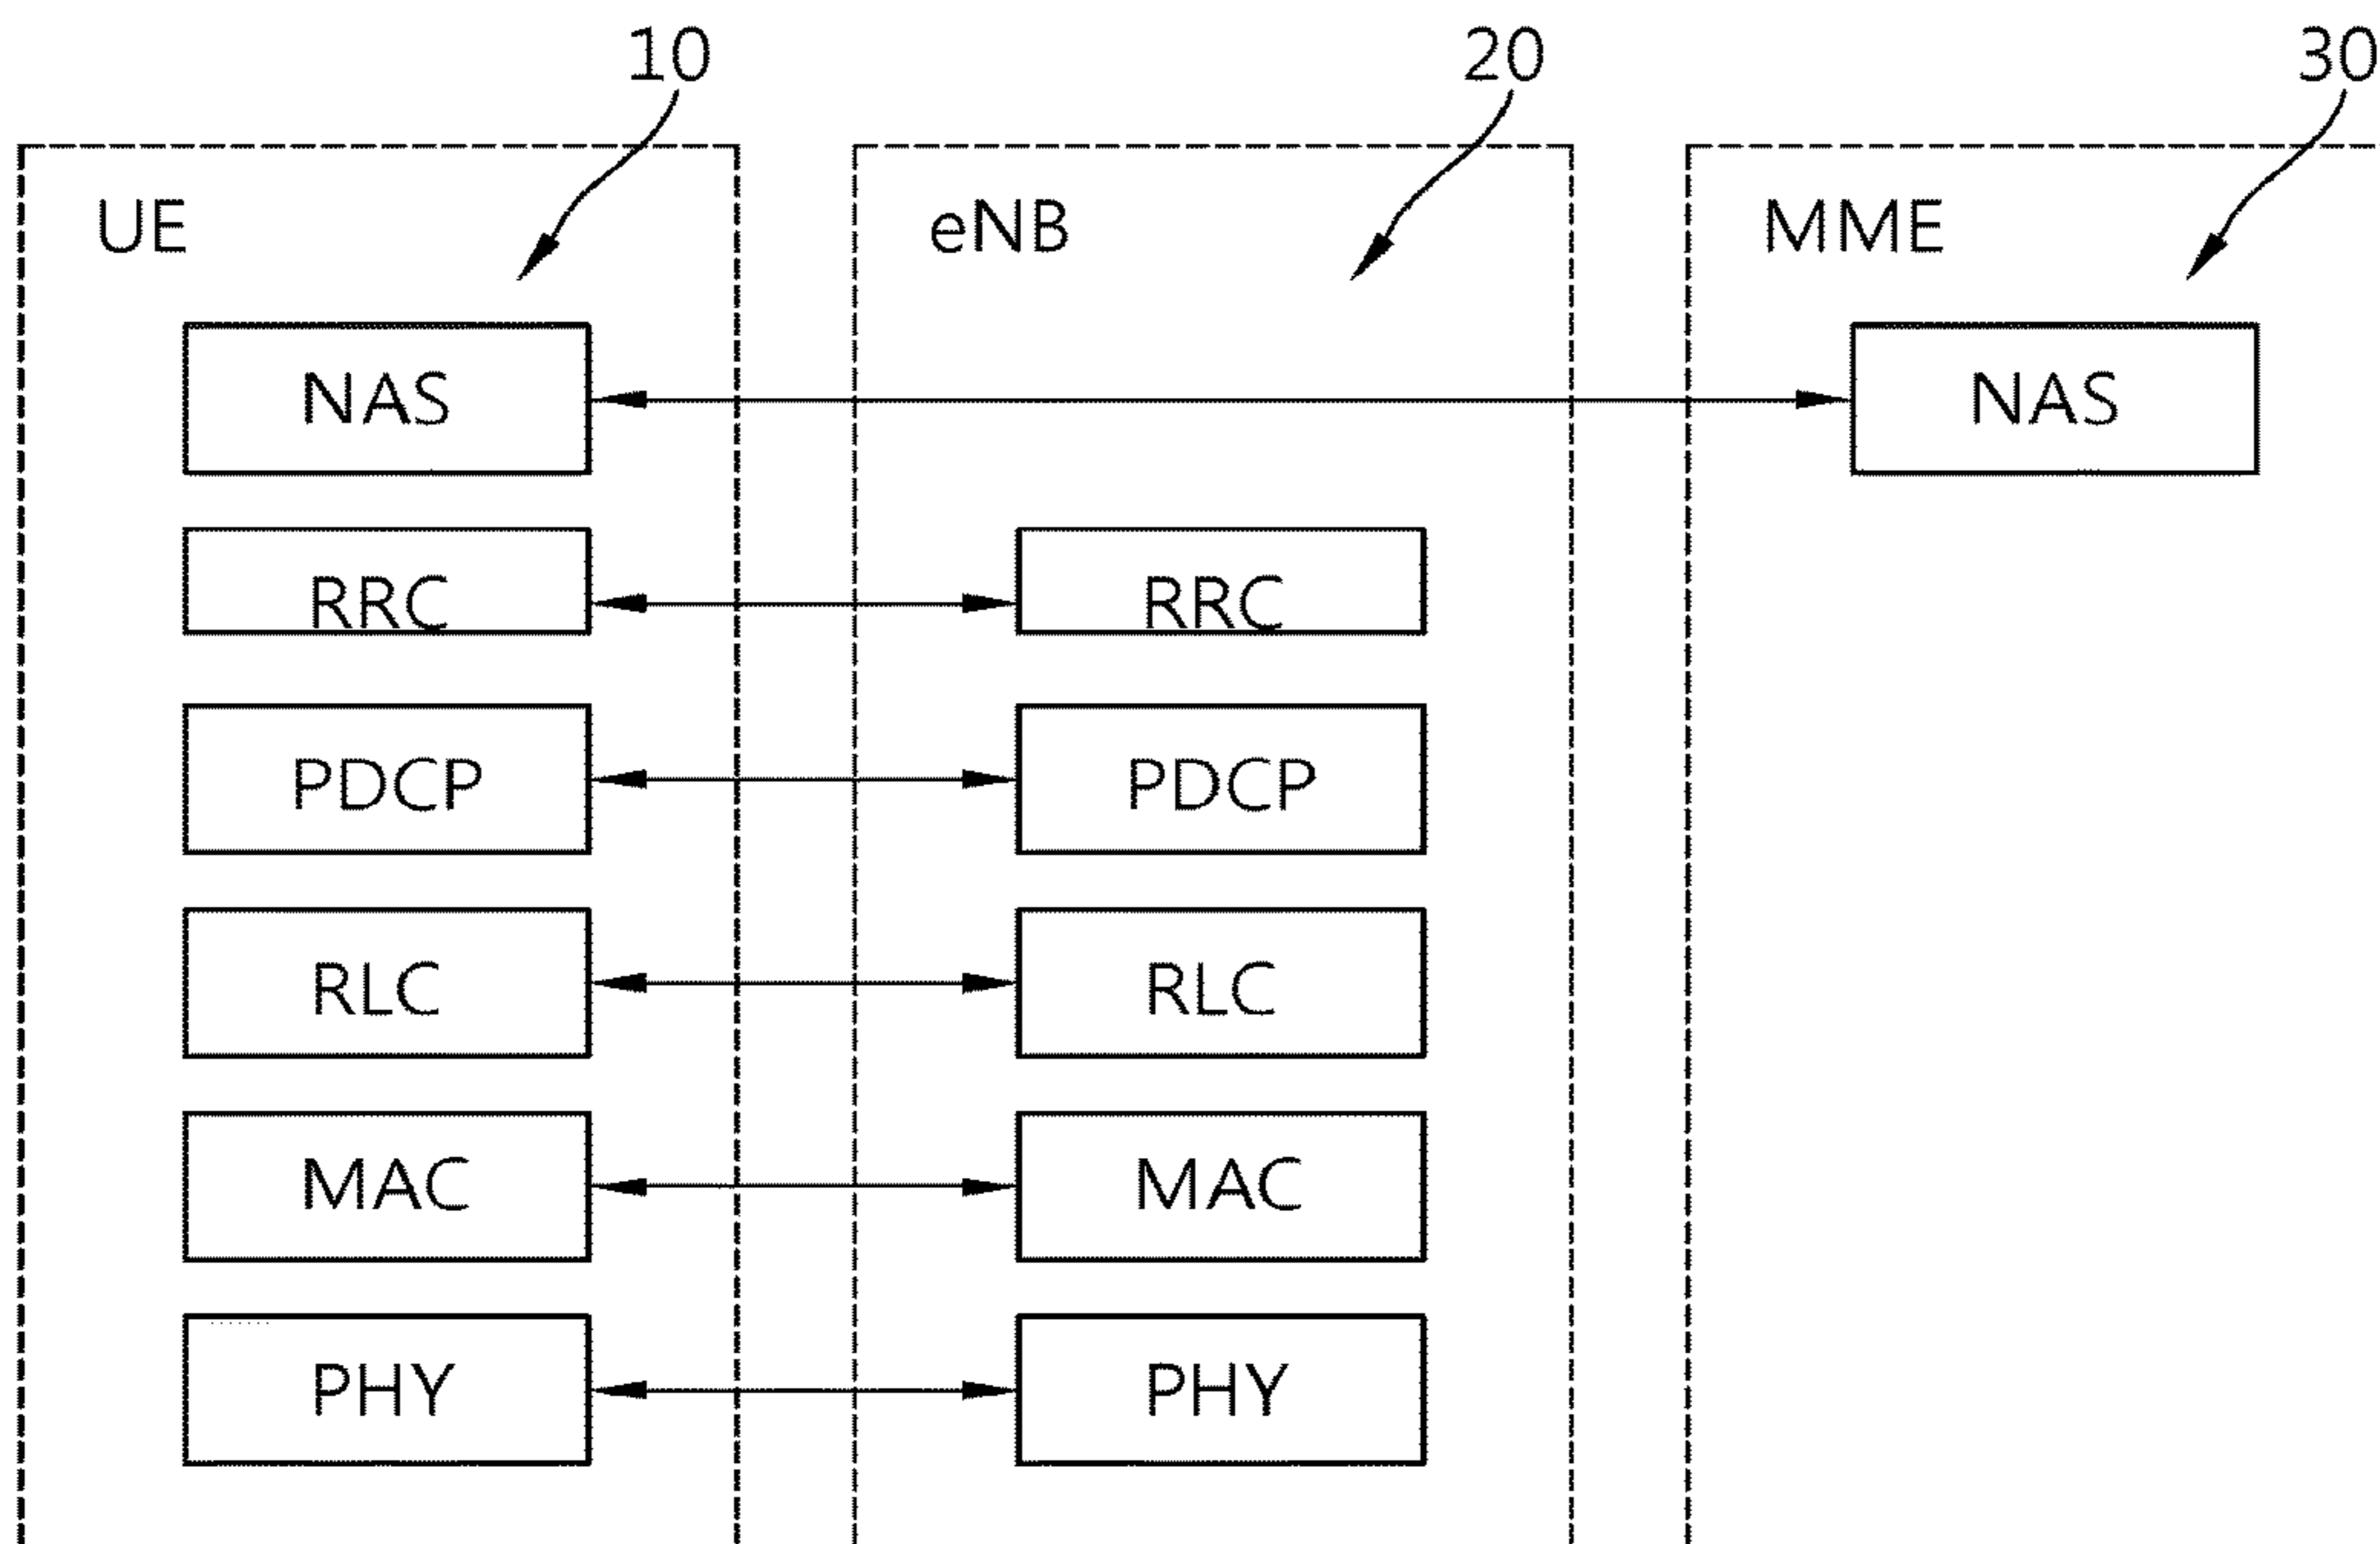 10 20 30
UE eNB MME
NAS NAS
RRC RRC
PDCP PDCP
RLC RLC
MAC MAC
PHY PHY